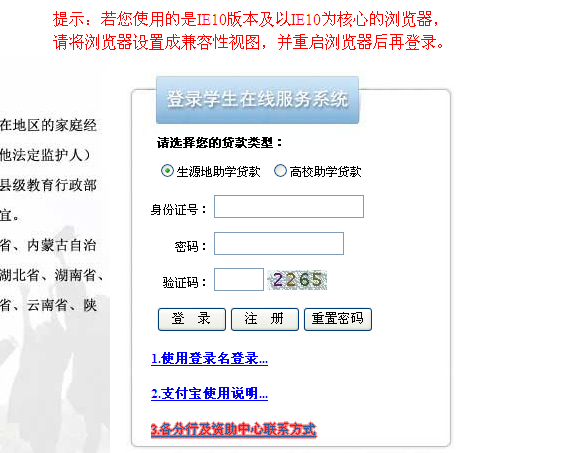 提示：若您使用的是IE10版本及以IE10为核心的浏览器，
请将浏览器设置成兼容性视图，并重启浏览器后再登录。
登录学生在线服务系统
在地区的家庭经
他法定监护人）
县级教育行政部
宜。
省、内蒙古自治
湖北省、湖南省、
省、云南省、陕
请选择您的贷款类型：
生源地助学贷款 高校助学贷款
身份证号：
密码：
验证码： 2265
登 录 注 册 重置密码
1.使用登录名登录...
2.支付宝使用说明...
3.各分行及资助中心联系方式